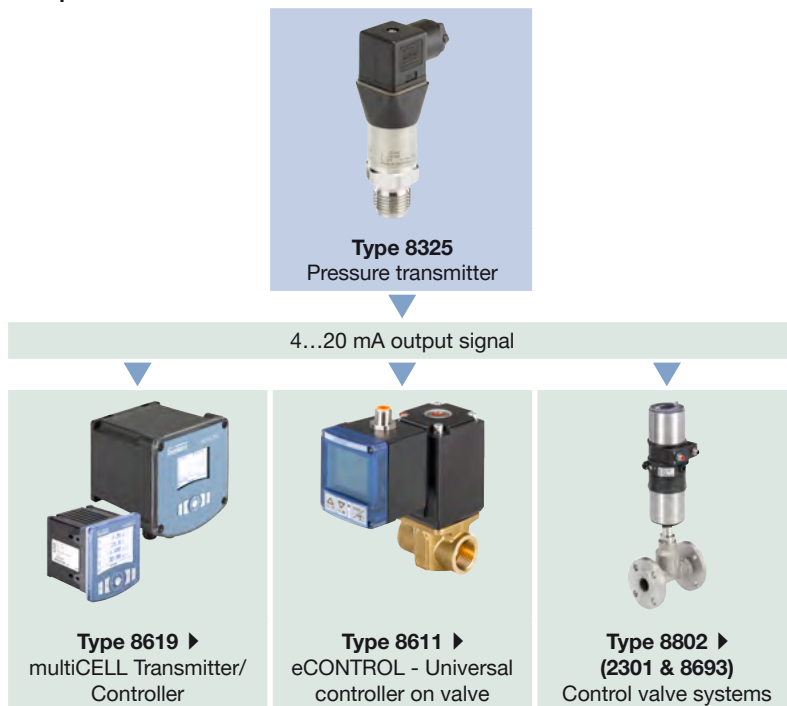 Type 8325
Pressure transmitter
4…20 mA output signal
Type 8619
multiCELL Transmitter/
Controller
Type 8611
eCONTROL - Universal
controller on valve
Type 8802
(2301 & 8693)
Control valve systems